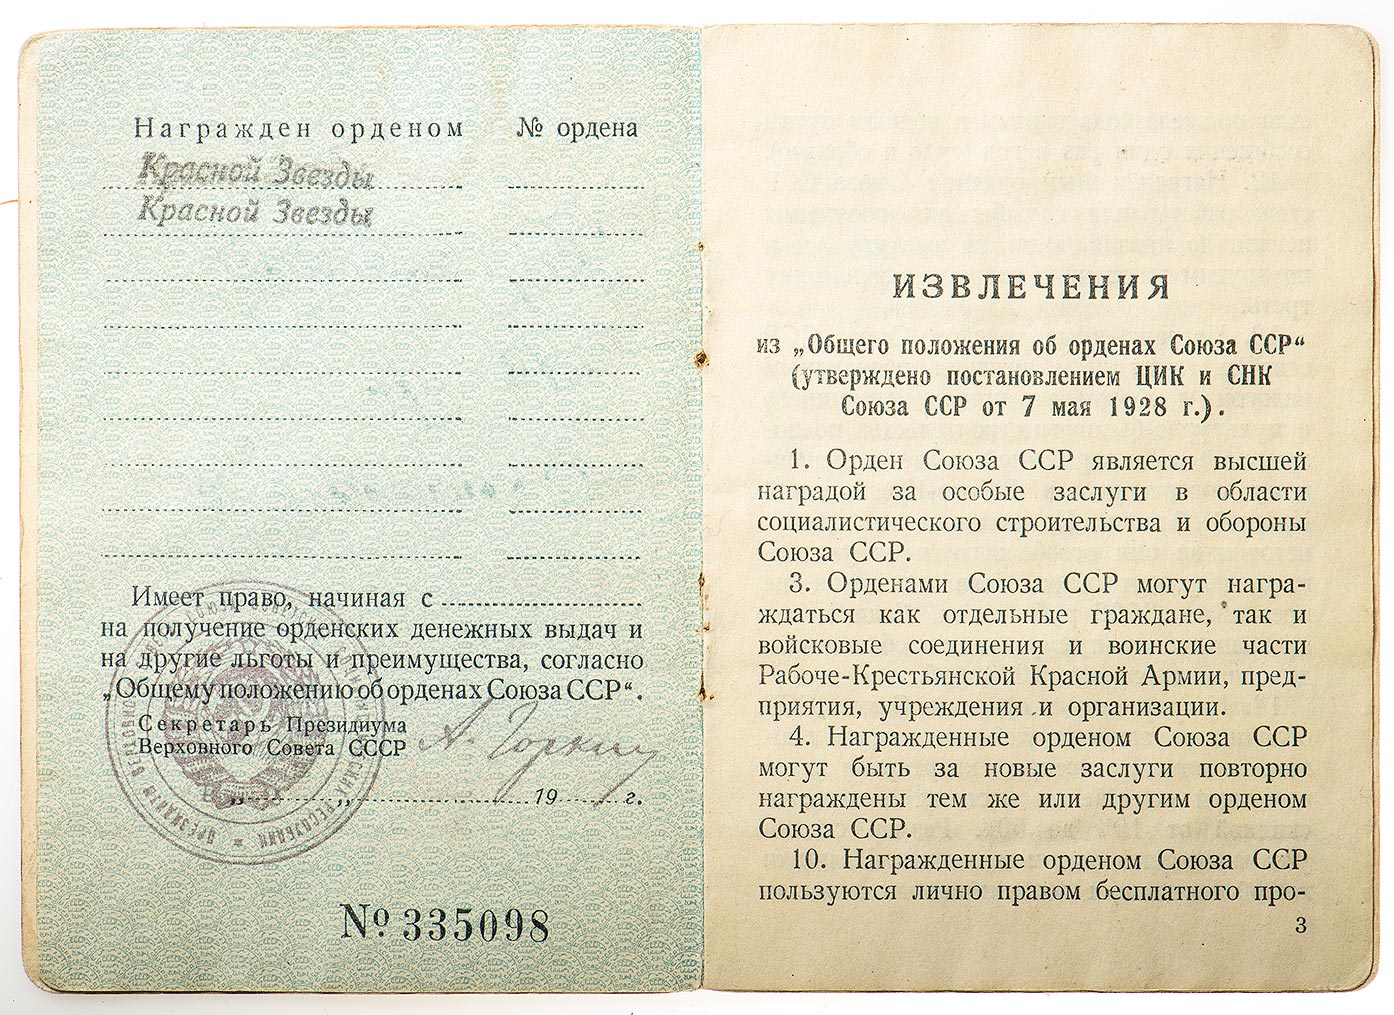 Награжден орденом № ордена
Красной Звезды
Красной Звезды
Имеет право, начиная с
на получение орденских денежных выдач и
на другие льготы и преимущества, согласно
„Общему положению об орденах Союза ССР“.
Секретарь Президиума
Верховного Совета СССР А. Горкин
„ „ 19 г.
№ 335098
ИЗВЛЕЧЕНИЯ
из „Общего положения об орденах Союза ССР“
(утверждено постановлением ЦИК и СНК
Союза ССР от 7 мая 1928 г.).
1. Орден Союза ССР является высшей
наградой за особые заслуги в области
социалистического строительства и обороны
Союза ССР.
3. Орденами Союза ССР могут награ-
ждаться как отдельные граждане, так и
войсковые соединения и воинские части
Рабоче-Крестьянской Красной Армии, пред-
приятия, учреждения и организации.
4. Награжденные орденом Союза ССР
могут быть за новые заслуги повторно
награждены тем же или другим орденом
Союза ССР.
10. Награжденные орденом Союза ССР
пользуются лично правом бесплатного про-
3